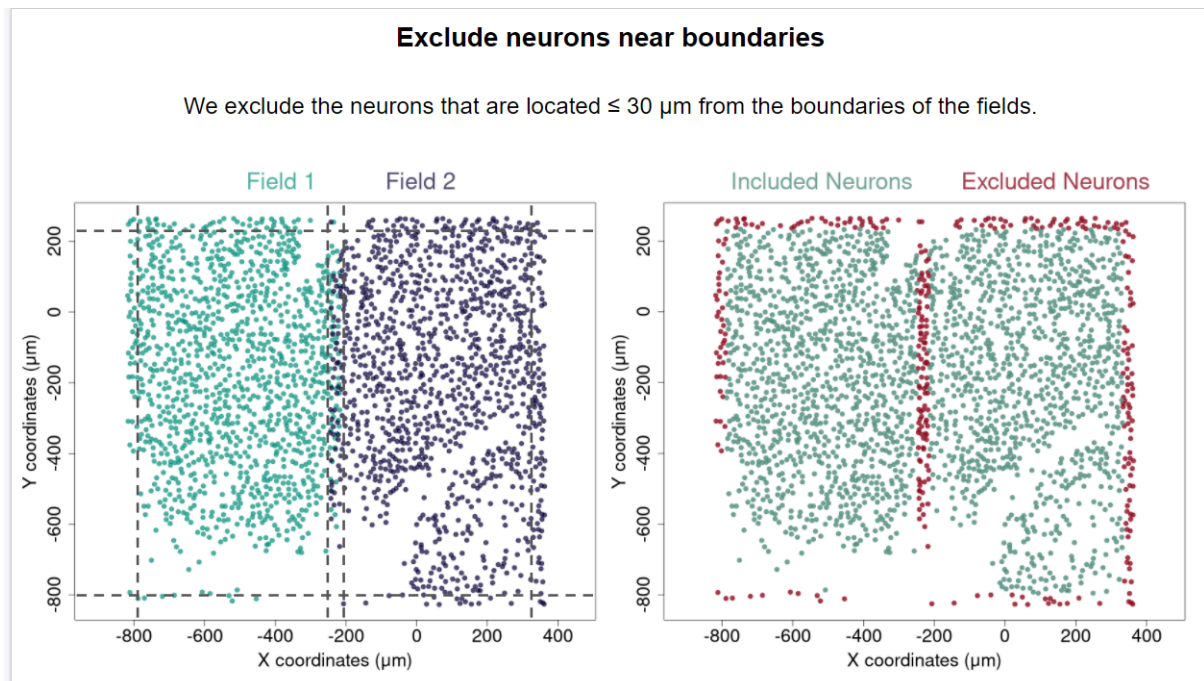 Exclude neurons near boundaries
We exclude the neurons that are located ≤ 30 µm from the boundaries of the fields.
Field 1 Field 2
Y coordinates (µm)
200
0
-200
-400
-600
-800
-800 -600 -400 -200 0 200 400
X coordinates (µm)
Included Neurons Excluded Neurons
Y coordinates (µm)
200
0
-200
-400
-600
-800
-800 -600 -400 -200 0 200 400
X coordinates (µm)